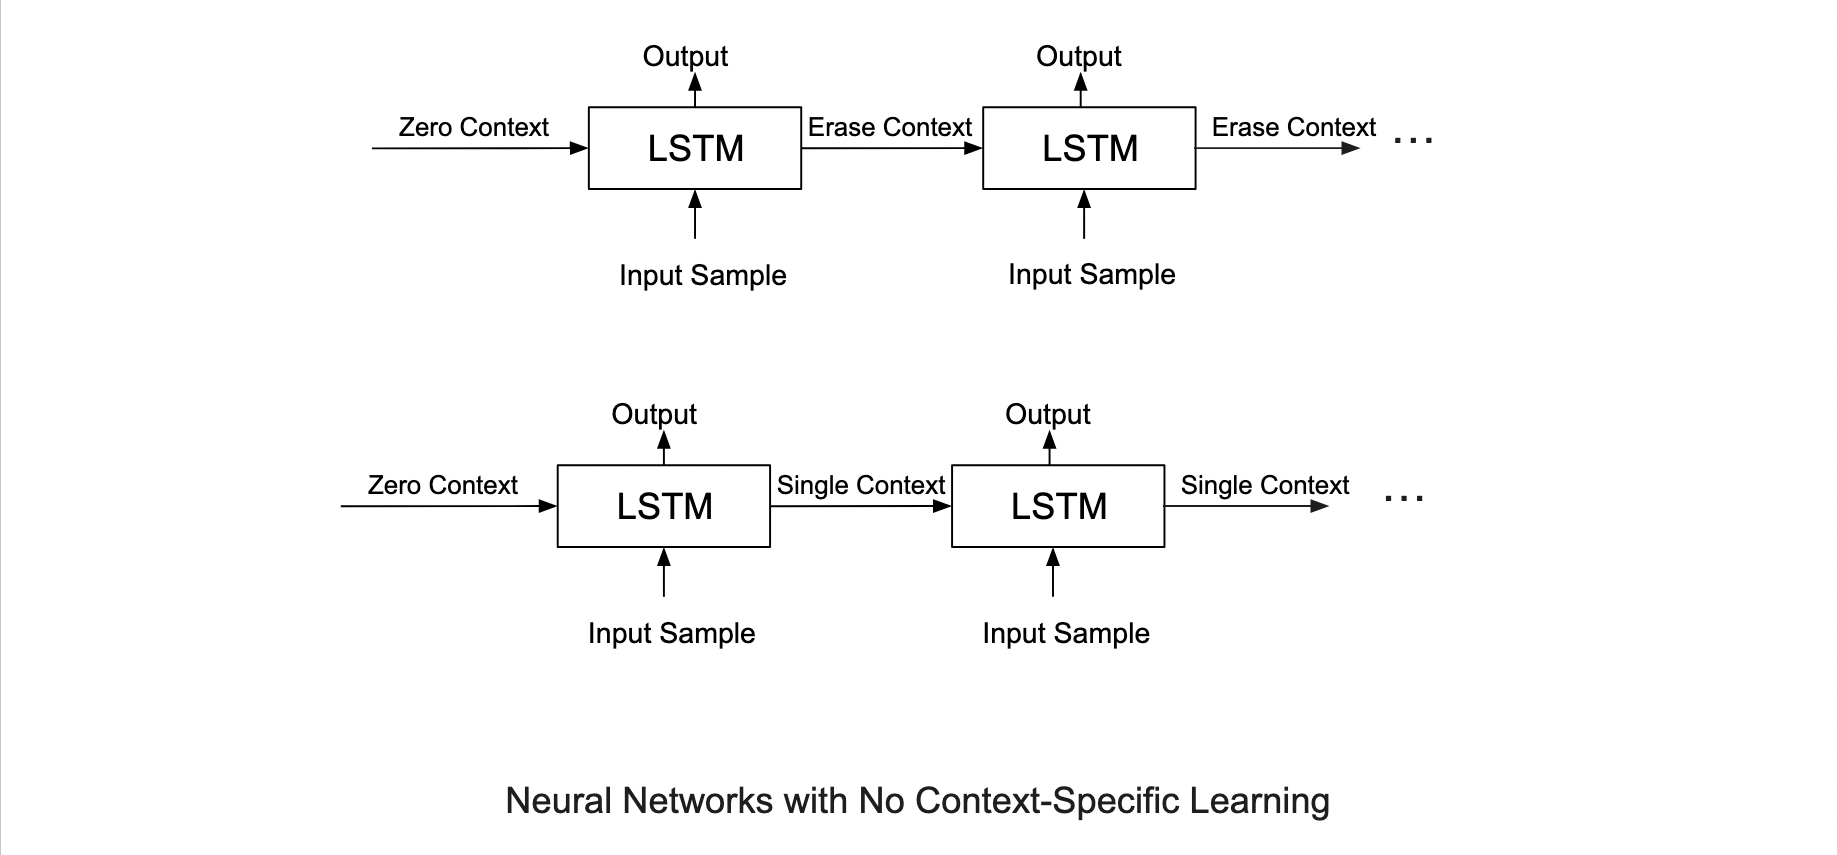 Output Output
Zero Context LSTM Erase Context LSTM Erase Context ...
Input Sample Input Sample
Output Output
Zero Context LSTM Single Context LSTM Single Context ...
Input Sample Input Sample
Neural Networks with No Context-Specific Learning